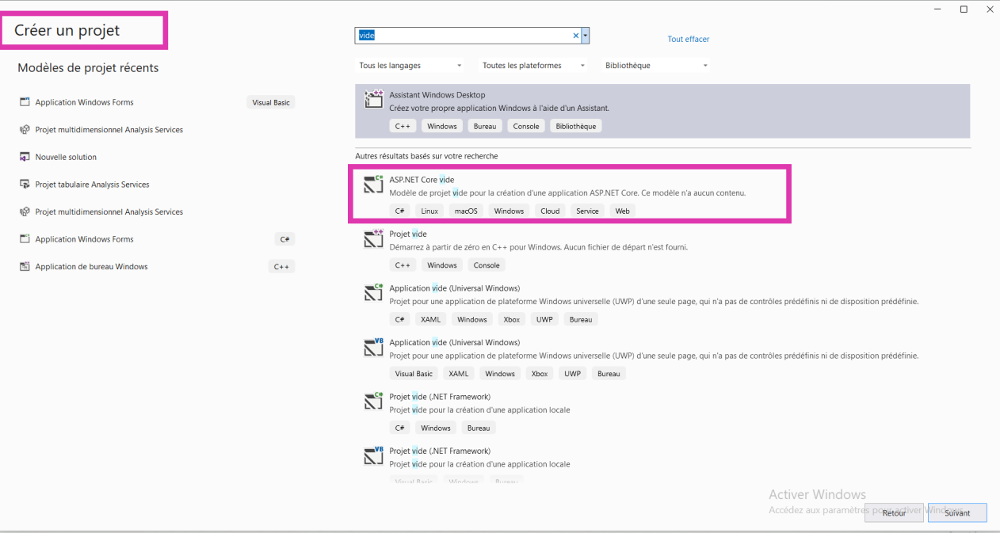 Créer un projet
Modèles de projet récents
Application Windows Forms
Visual Basic
Projet multidimensionnel Analysis Services
Nouvelle solution
Projet tabulaire Analysis Services
Projet multidimensionnel Analysis Services
Application Windows Forms
C#
Application de bureau Windows
C++
vide
Tout effacer
Tous les langages
Toutes les plateformes
Bibliothèque
Assistant Windows Desktop
Créez votre propre application Windows à l'aide d'un Assistant.
C++ Windows Bureau Console Bibliothèque
Autres résultats basés sur votre recherche
ASP.NET Core vide
Modèle de projet vide pour la création d'une application ASP.NET Core. Ce modèle n'a aucun contenu.
C# Linux macOS Windows Cloud Service Web
Projet vide
Démarrez à partir de zéro en C++ pour Windows. Aucun fichier de départ n'est fourni.
C++ Windows Console
Application vide (Universal Windows)
Projet pour une application de plateforme Windows universelle (UWP) d'une seule page, qui n'a pas de contrôles prédéfinis ni de disposition prédéfinie.
C# XAML Windows Xbox UWP Bureau
Application vide (Universal Windows)
Projet pour une application de plateforme Windows universelle (UWP) d'une seule page, qui n'a pas de contrôles prédéfinis ni de disposition prédéfinie.
Visual Basic XAML Windows Xbox UWP Bureau
Projet vide (.NET Framework)
Projet vide pour la création d'une application locale
C# Windows Bureau
Projet vide (.NET Framework)
Projet vide pour la création d'une application locale
Visual Basic Windows Bureau
Activer Windows
Accédez aux paramètres pour activer Windows.
Retour
Suivant